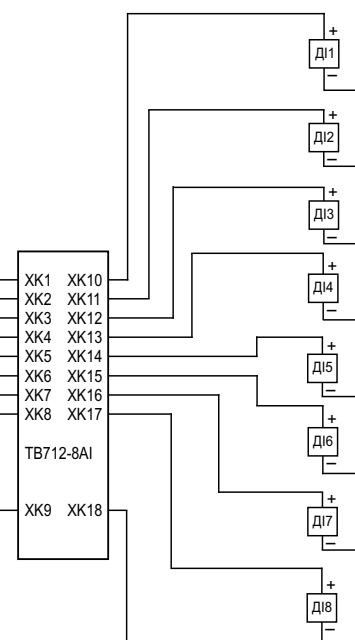 +
ДІ1
–
+
ДІ2
–
+
ДІ3
–
+
ДІ4
–
XK1 XK10
XK2 XK11
XK3 XK12
XK4 XK13
XK5 XK14
XK6 XK15
XK7 XK16
XK8 XK17
+
ДІ5
–
+
ДІ6
–
TB712-8AI
+
ДІ7
–
XK9 XK18
+
ДІ8
–